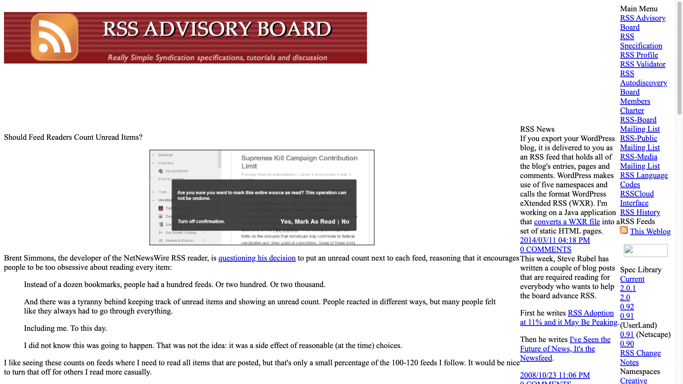 RSS ADVISORY BOARD
Really Simple Syndication specifications, tutorials and discussion
Should Feed Readers Count Unread Items?
Supremes Kill Campaign Contribution
Limit
Are you sure you want to mark this entire source as read? This operation can
not be undone.
Turn off confirmation.
Yes, Mark As Read | No
Brent Simmons, the developer of the NetNewsWire RSS reader, is questioning his decision to put an unread count next to each feed, reasoning that it encourages
people to be too obsessive about reading every item:
Instead of a dozen bookmarks, people had a hundred feeds. Or two hundred. Or two thousand.
And there was a tyranny behind keeping track of unread items and showing an unread count. People reacted in different ways, but many people felt
like they always had to go through everything.
Including me. To this day.
I did not know this was going to happen. That was not the idea: it was a side effect of reasonable (at the time) choices.
I like seeing these counts on feeds where I need to read all items that are posted, but that's only a small percentage of the 100-120 feeds I follow. It would be nice
to turn that off for others I read more casually.
RSS News
If you export your WordPress
blog, it is delivered to you as
an RSS feed that holds all of
the blog's entries, pages and
comments. WordPress makes
use of five namespaces and
calls the format WordPress
eXtended RSS (WXR). I'm
working on a Java application
that converts a WXR file into a
set of static HTML pages.
2014/03/11 04:18 PM
0 COMMENTS
This week, Steve Rubel has
written a couple of blog posts
that are required reading for
everybody who wants to help
the board advance RSS.
First he writes RSS Adoption
at 11% and it May Be Peaking.
Then he writes I've Seen the
Future of News, It's the
Newsfeed.
2008/10/23 11:06 PM
0 COMMENTS
Main Menu
RSS Advisory
Board
RSS
Specification
RSS Profile
RSS Validator
RSS
Autodiscovery
Board
Members
Charter
RSS-Board
Mailing List
RSS-Public
Mailing List
RSS-Media
Mailing List
RSS Language
Codes
RSSCloud
Interface
RSS History
RSS Feeds
This Weblog
Spec Library
Current
2.0.1
2.0
0.92
0.91
(UserLand)
0.91 (Netscape)
0.90
RSS Change
Notes
Namespaces
Creative